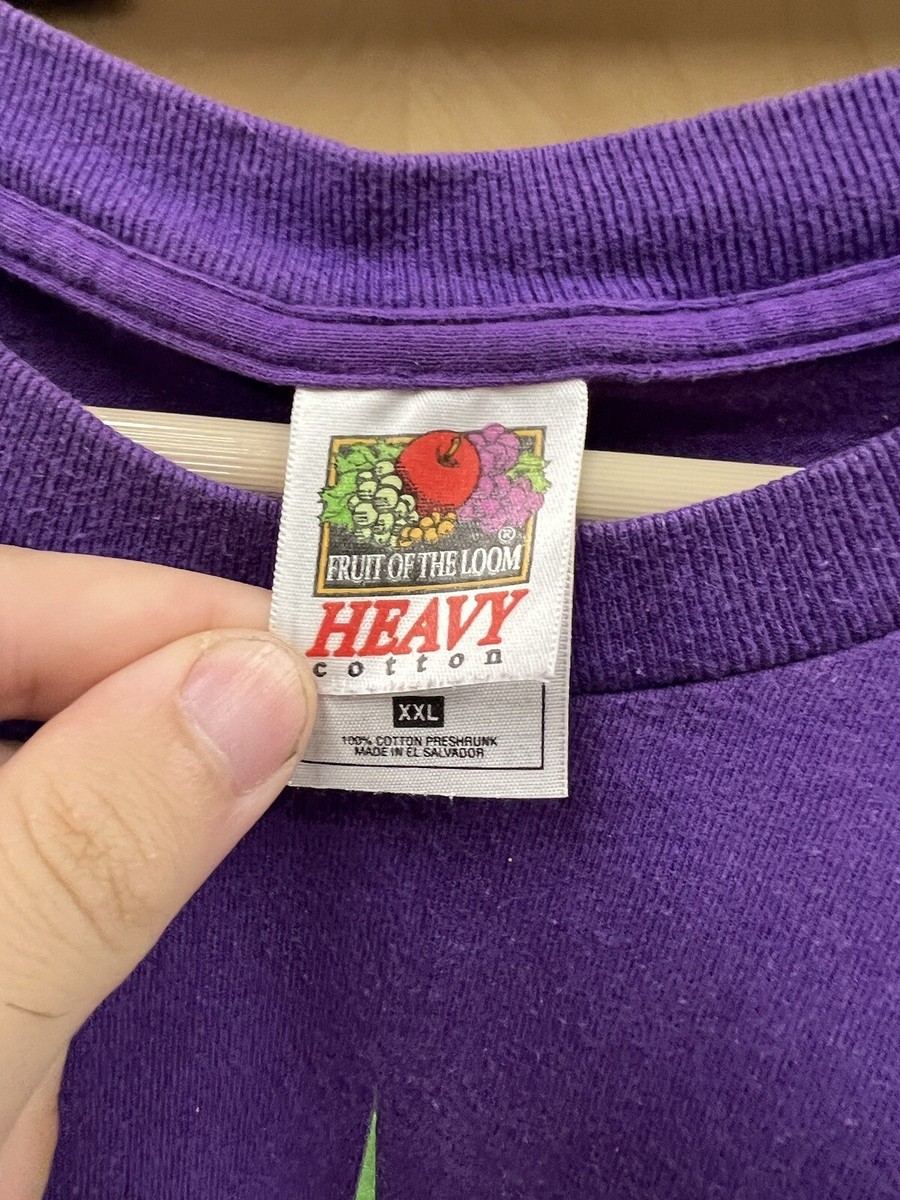 ®
FRUIT OF THE LOOM
HEAVY
cotton
XXL
100% COTTON PRESHRUNK
MADE IN EL SALVADOR